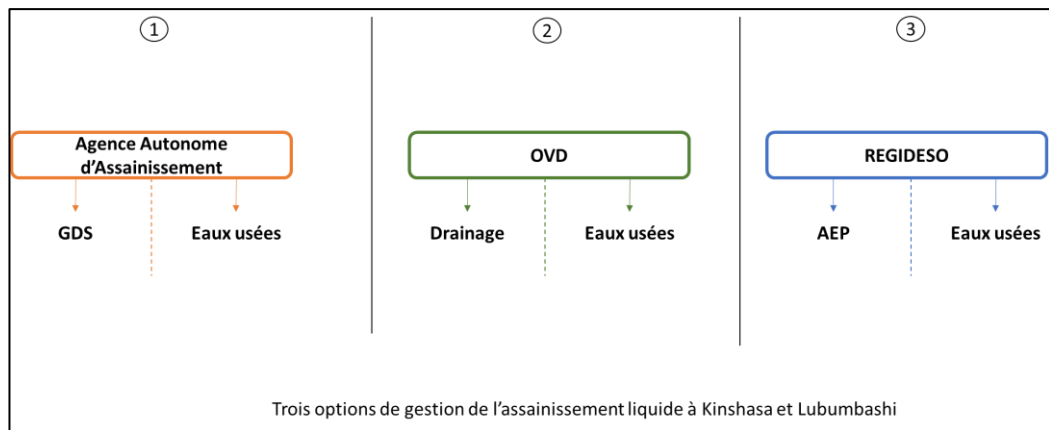 1
Agence Autonome
d'Assainissement
GDS
Eaux usées
2
OVD
Drainage
Eaux usées
3
REGIDESO
AEP
Eaux usées
Trois options de gestion de l'assainissement liquide à Kinshasa et Lubumbashi